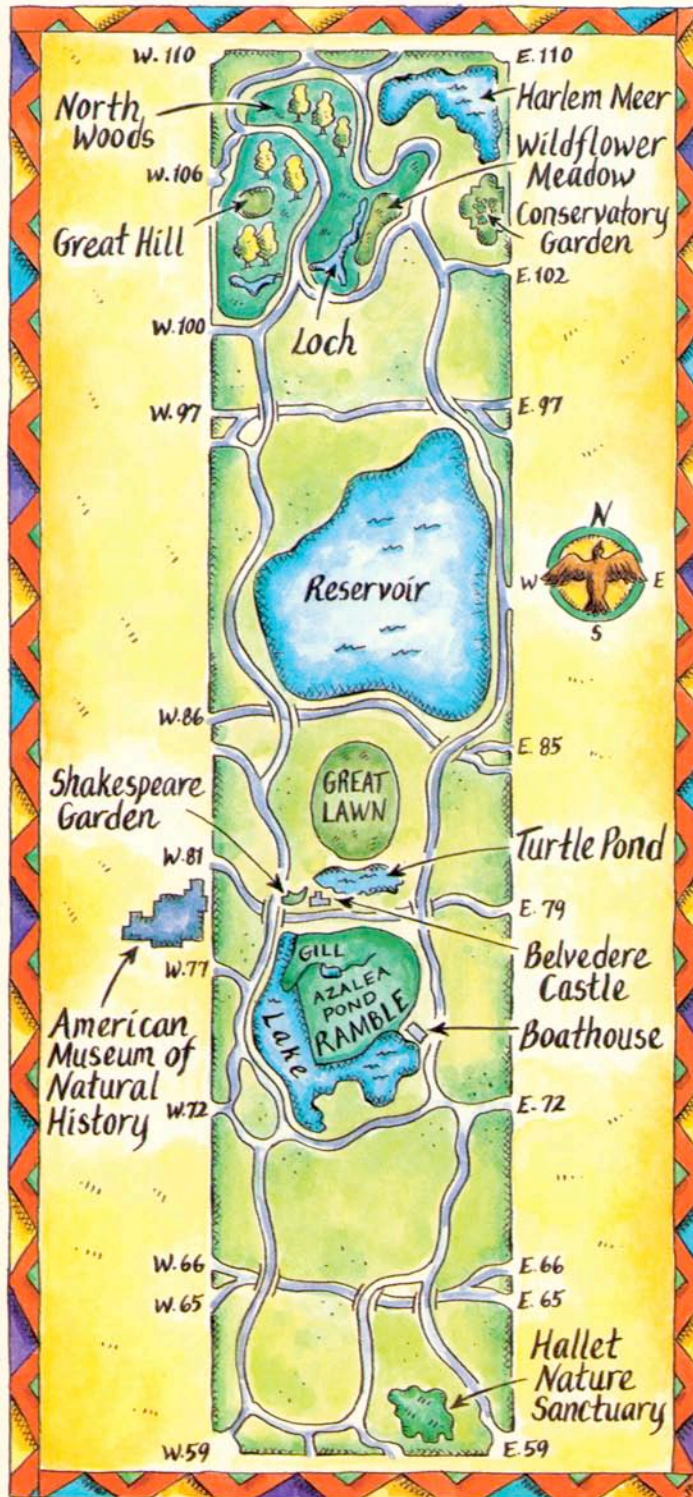 W. 110
E. 110
North
Woods
Harlem Meer
Wildflower
Meadow
W. 106
Conservatory
Garden
Great Hill
E. 102
W. 100
Loch
W. 97
E. 97
N
W
E
S
Reservoir
W. 86
E. 85
Shakespeare
Garden
GREAT
LAWN
W. 81
Turtle Pond
E. 79
Belvedere
Castle
GILL
W. 77
AZALEA
POND
RAMBLE
Lake
Boathouse
American
Museum of
Natural
History
W. 72
E. 72
W. 66
E. 66
W. 65
E. 65
Hallet
Nature
Sanctuary
W. 59
E. 59